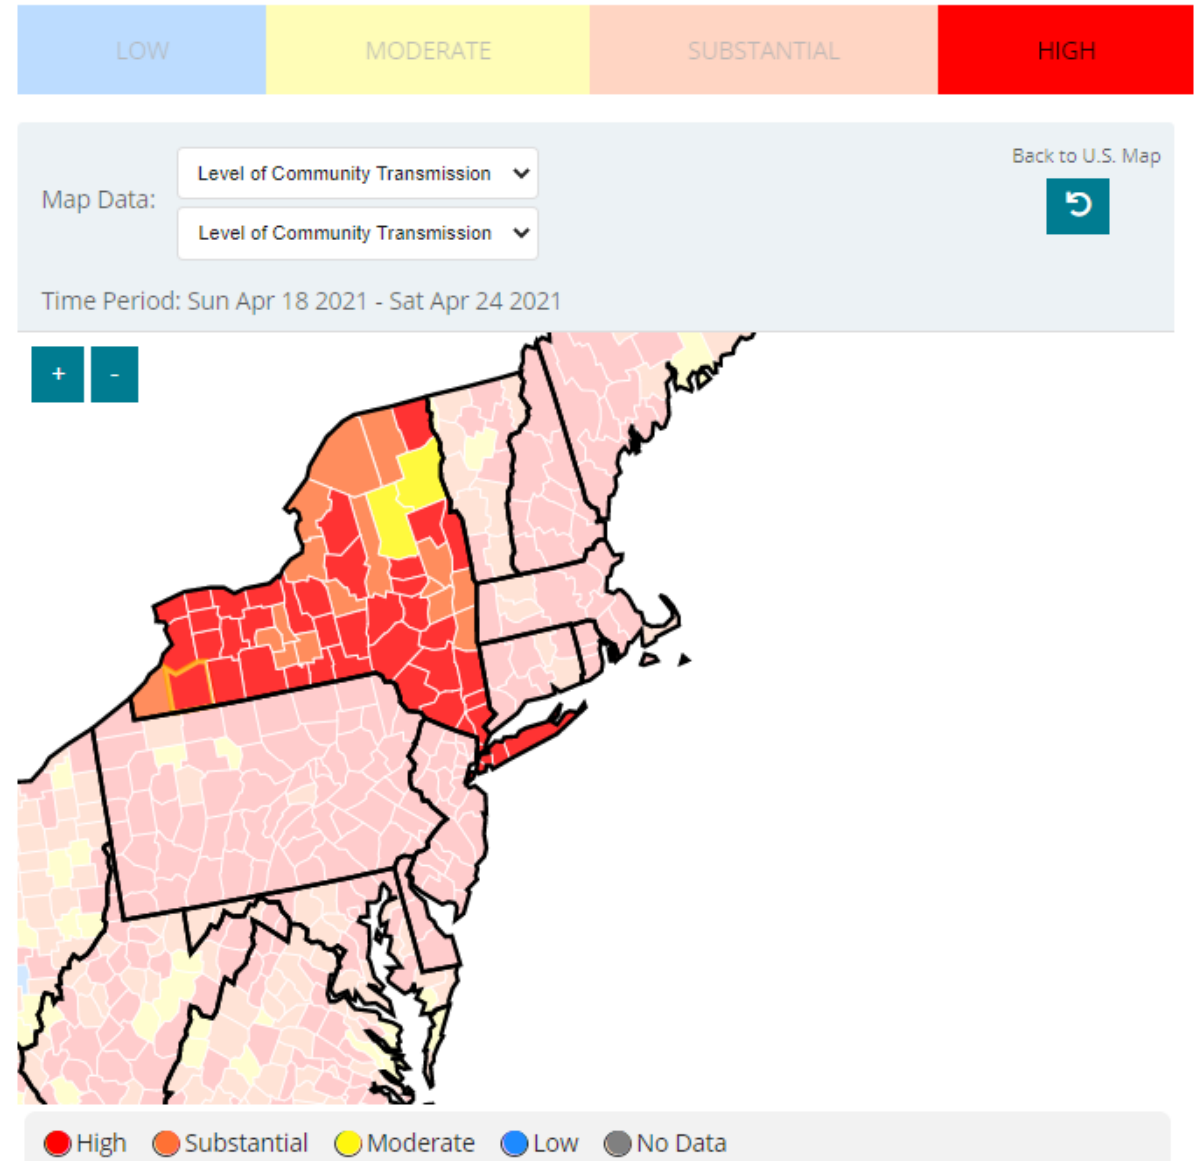 LOW MODERATE SUBSTANTIAL HIGH
Back to U.S. Map
Level of Community Transmission
Map Data:
Level of Community Transmission
Time Period: Sun Apr 18 2021 - Sat Apr 24 2021
+ -
High Substantial Moderate Low No Data